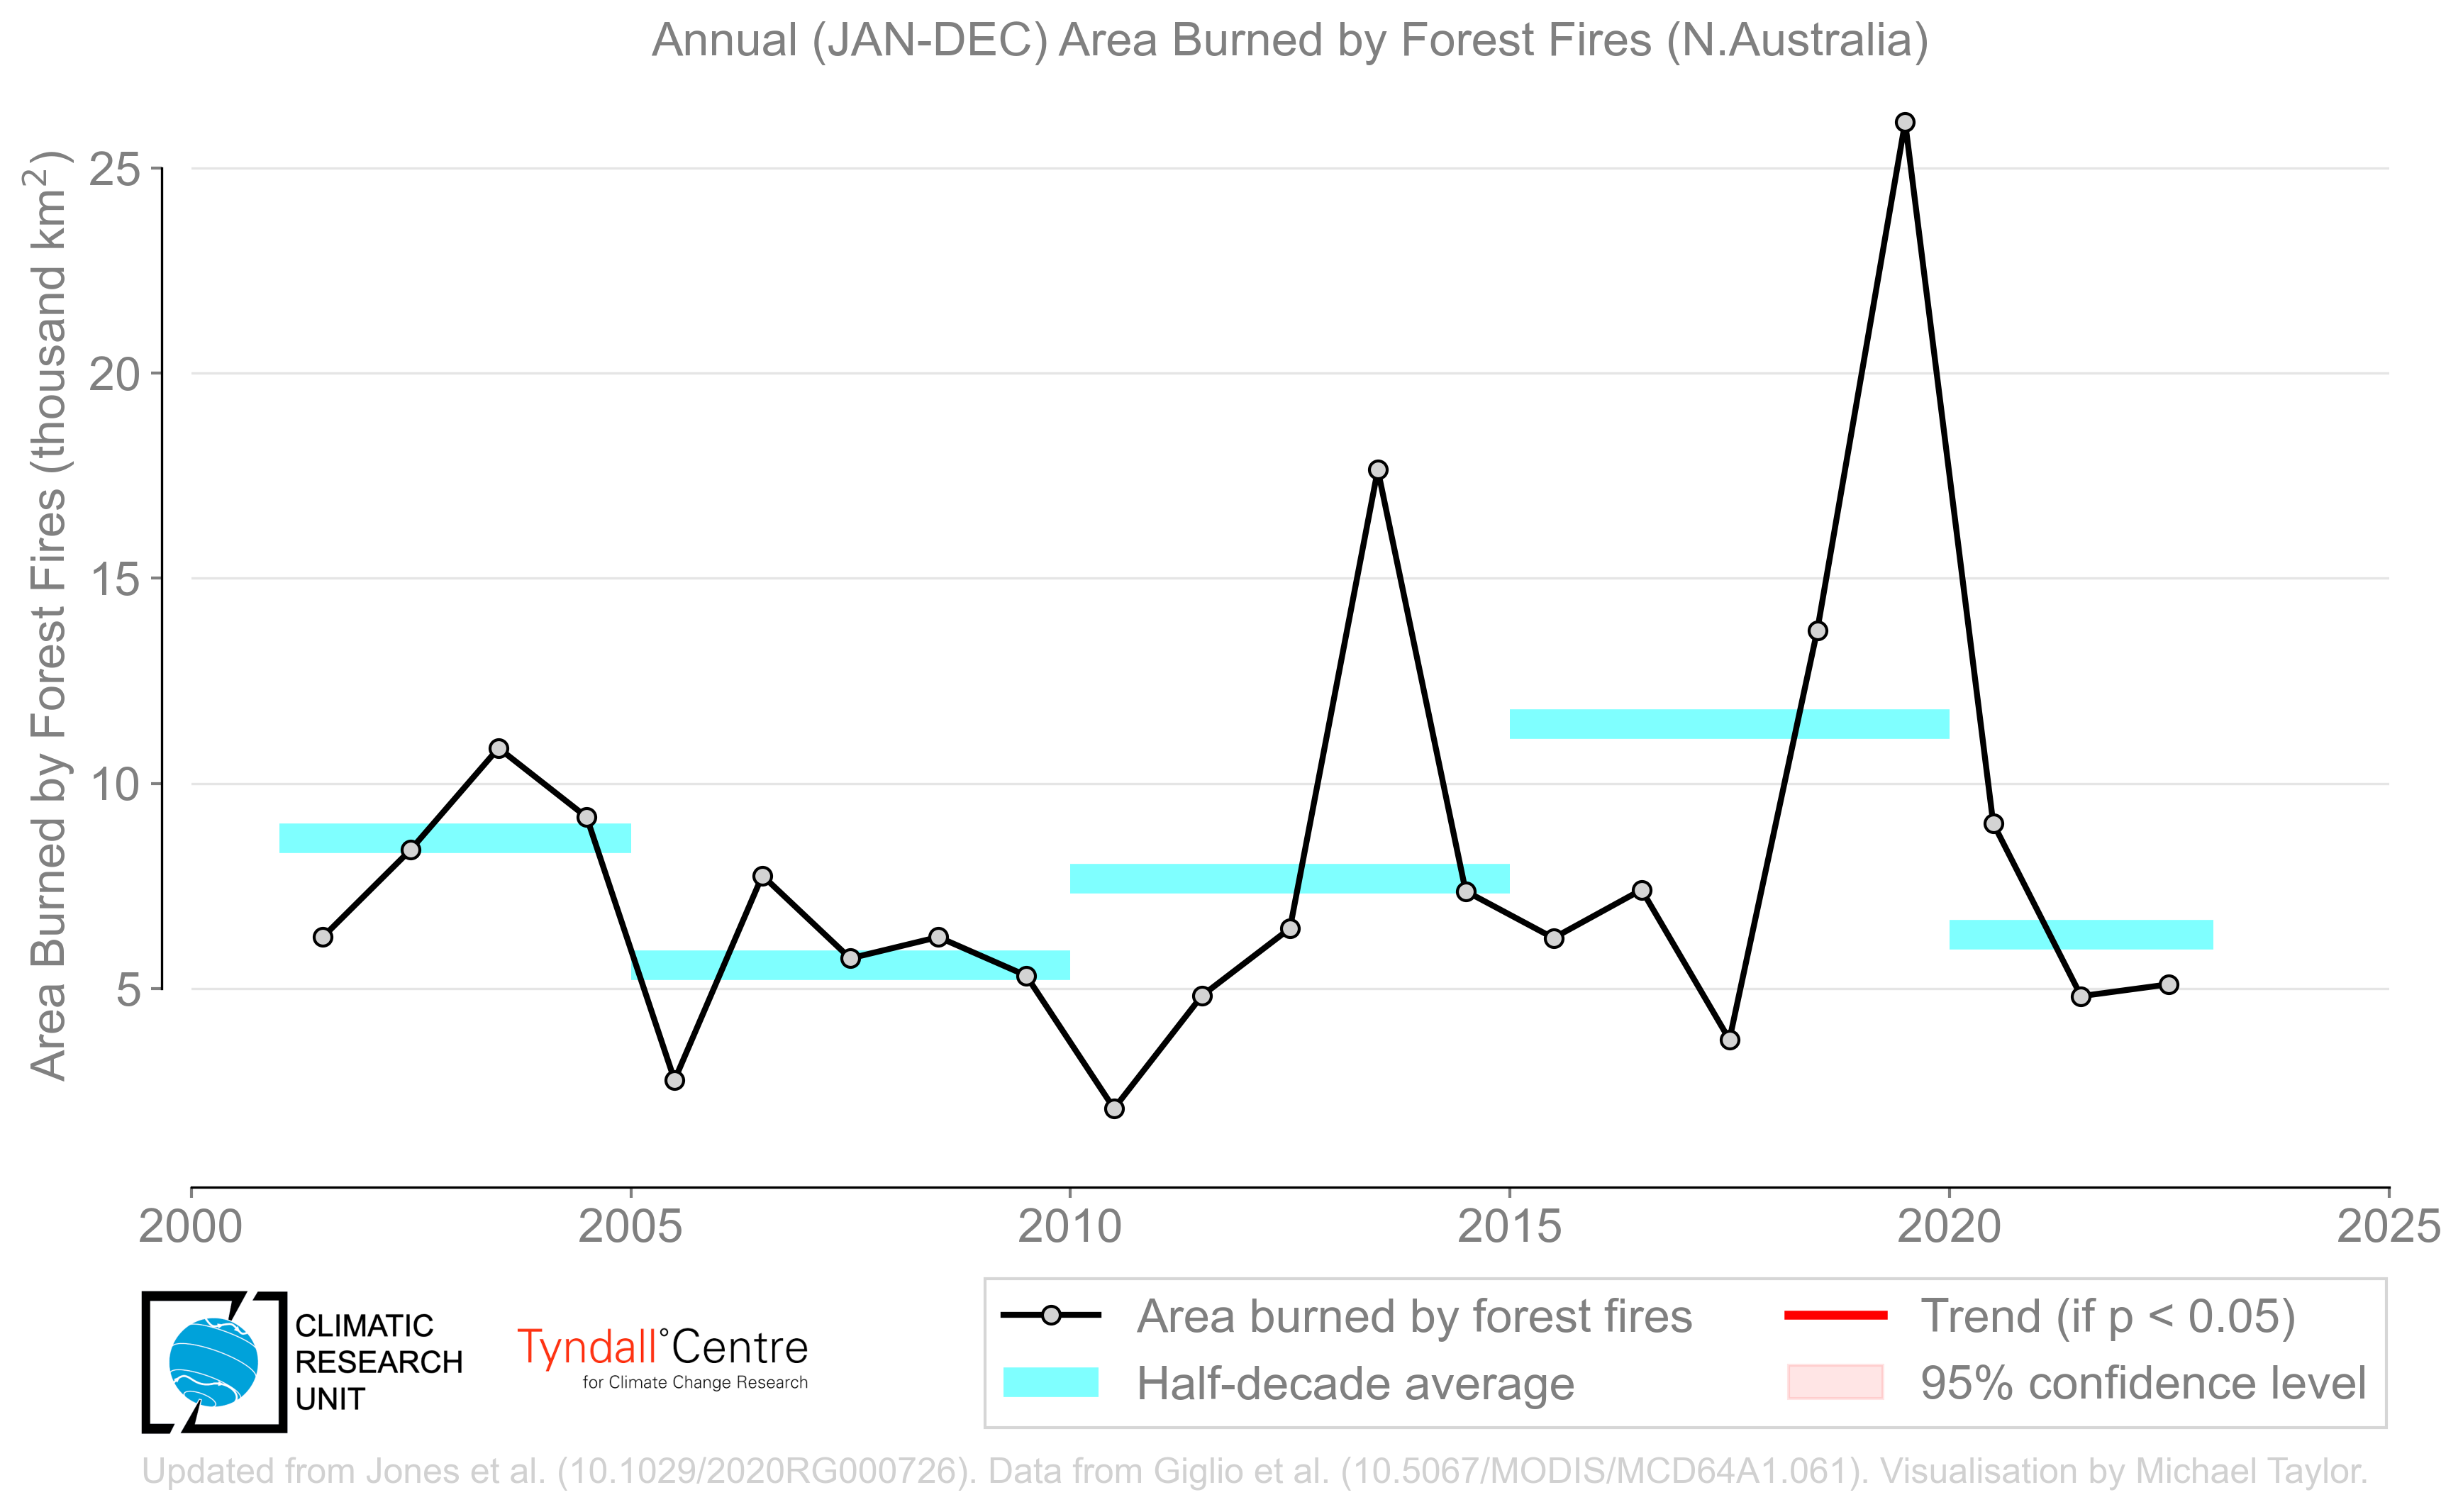 Annual (JAN-DEC) Area Burned by Forest Fires (N.Australia)
Area Burned by Forest Fires (thousand km²)
25
20
15
10
5
2000
2005
2010
2015
2020
2025
CLIMATIC
RESEARCH
UNIT
Tyndall°Centre
for Climate Change Research
Area burned by forest fires
Half-decade average
Trend (if p < 0.05)
95% confidence level
Updated from Jones et al. (10.1029/2020RG000726). Data from Giglio et al. (10.5067/MODIS/MCD64A1.061). Visualisation by Michael Taylor.